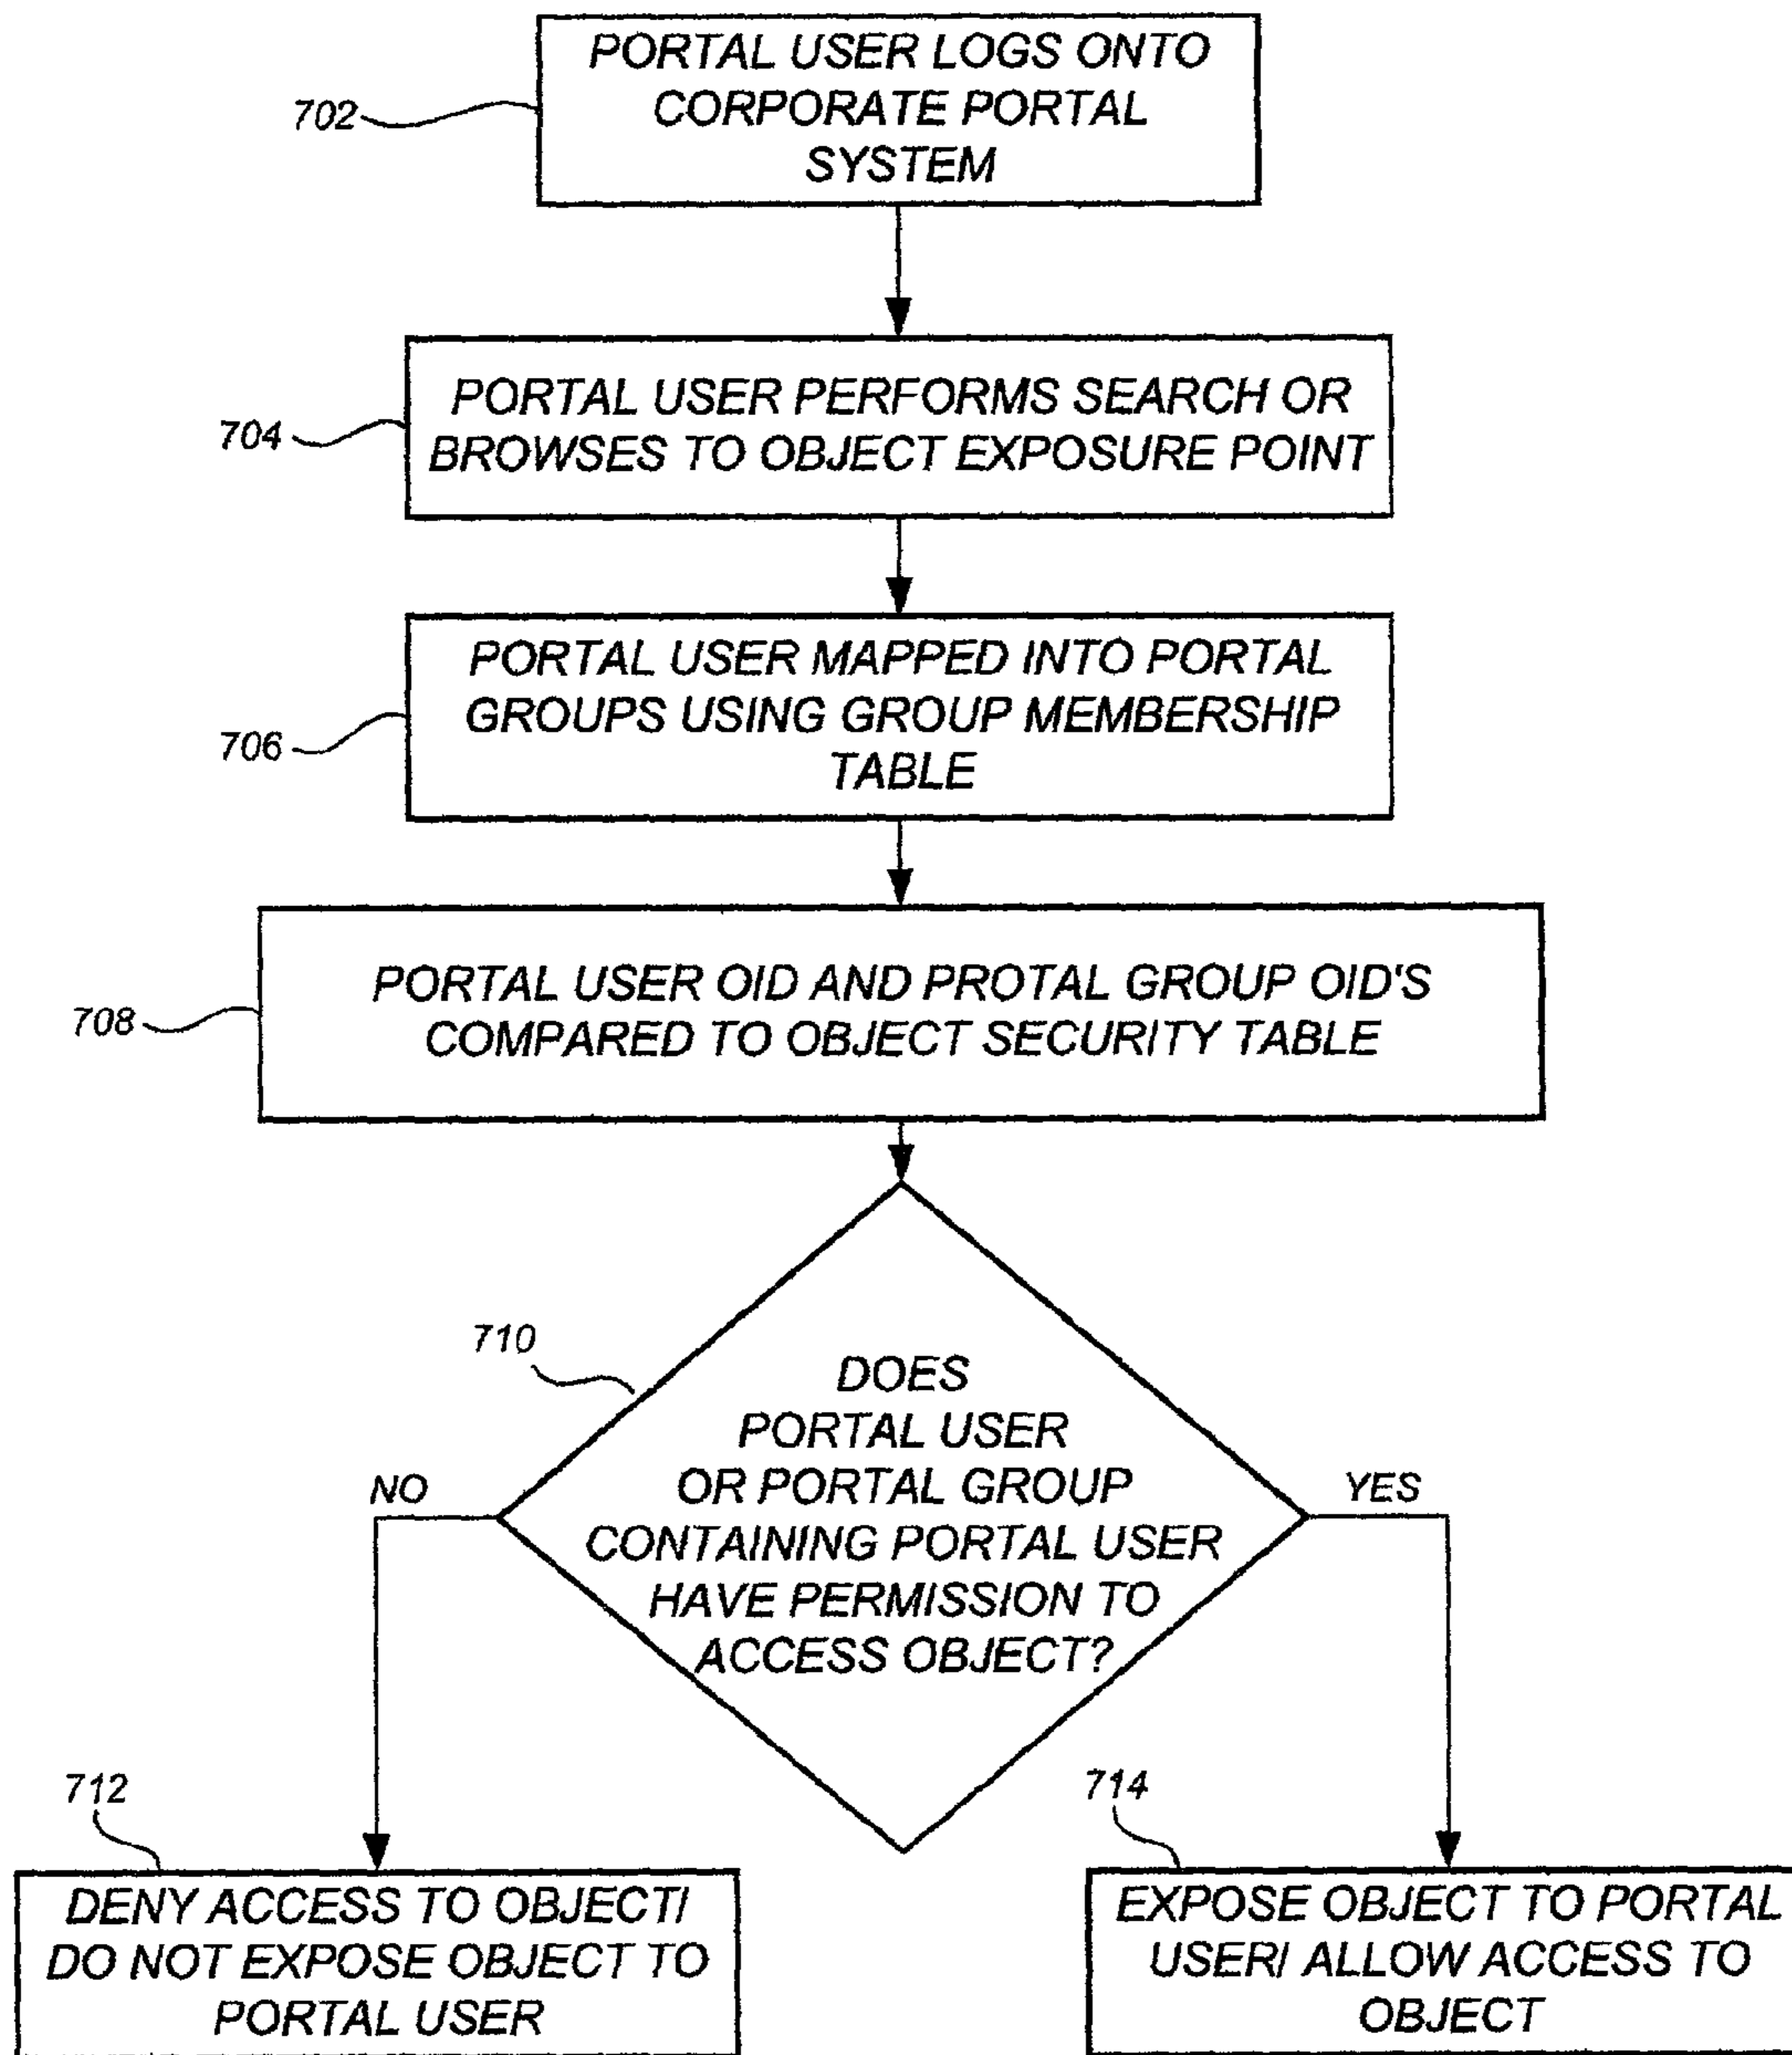 PORTAL USER LOGS ONTO
CORPORATE PORTAL
SYSTEM
702
PORTAL USER PERFORMS SEARCH OR
BROWSES TO OBJECT EXPOSURE POINT
704
PORTAL USER MAPPED INTO PORTAL
GROUPS USING GROUP MEMBERSHIP
TABLE
706
PORTAL USER OID AND PROTAL GROUP OID'S
COMPARED TO OBJECT SECURITY TABLE
708
710
DOES
PORTAL USER
OR PORTAL GROUP
CONTAINING PORTAL USER
HAVE PERMISSION TO
ACCESS OBJECT?
NO
YES
712
DENY ACCESS TO OBJECT/
DO NOT EXPOSE OBJECT TO
PORTAL USER
714
EXPOSE OBJECT TO PORTAL
USER/ ALLOW ACCESS TO
OBJECT